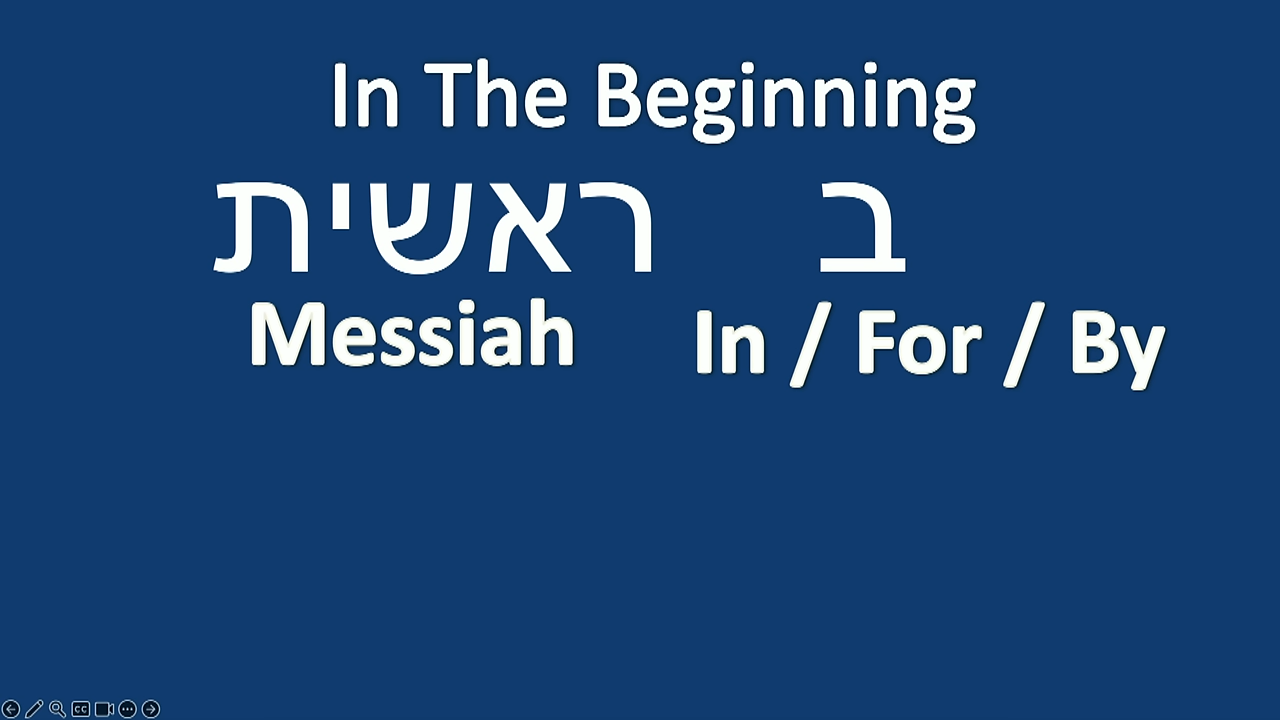 In The Beginning
ב ראשית
Messiah In / For / By